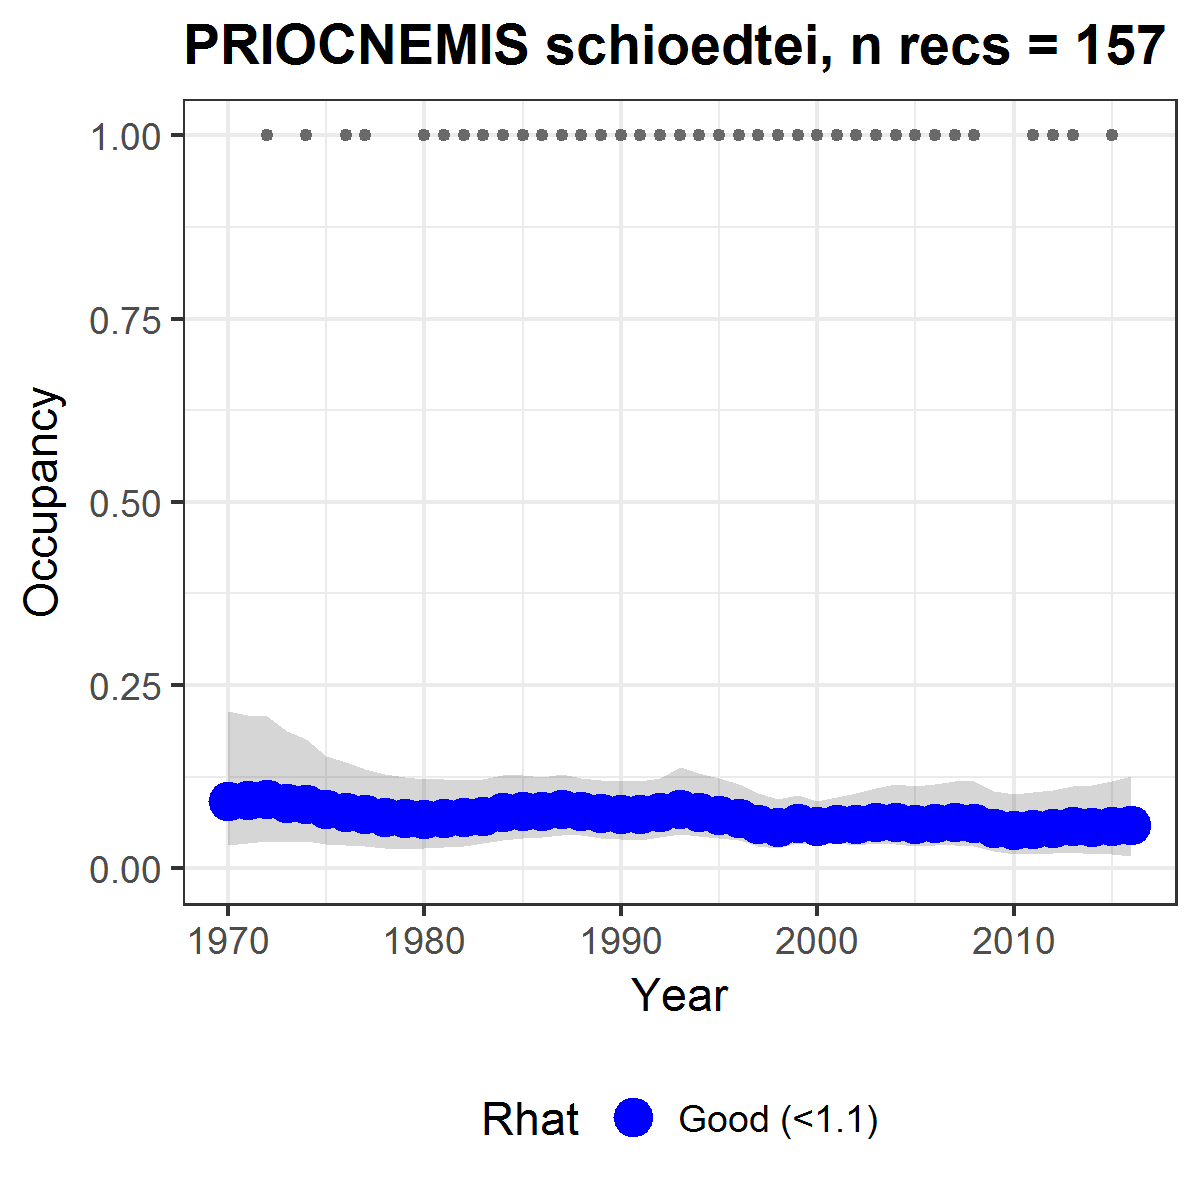 PRIOCNEMIS schioedtei, n recs = 157
1.00
0.75
0.50
0.25
0.00
Occupancy
1970 1980 1990 2000 2010
Year
Rhat Good (<1.1)